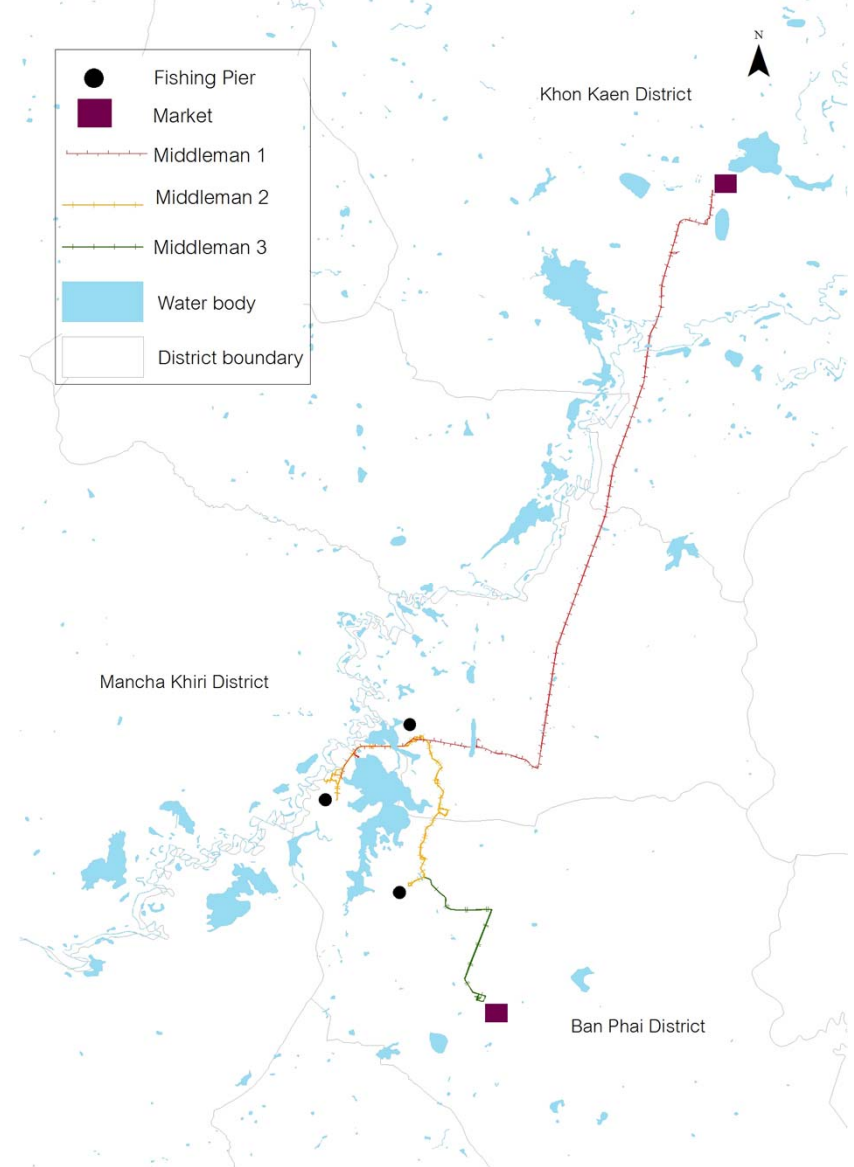 N
Khon Kaen District
Fishing Pier
Market
Middleman 1
Middleman 2
Middleman 3
Water body
District boundary
Mancha Khiri District
Ban Phai District